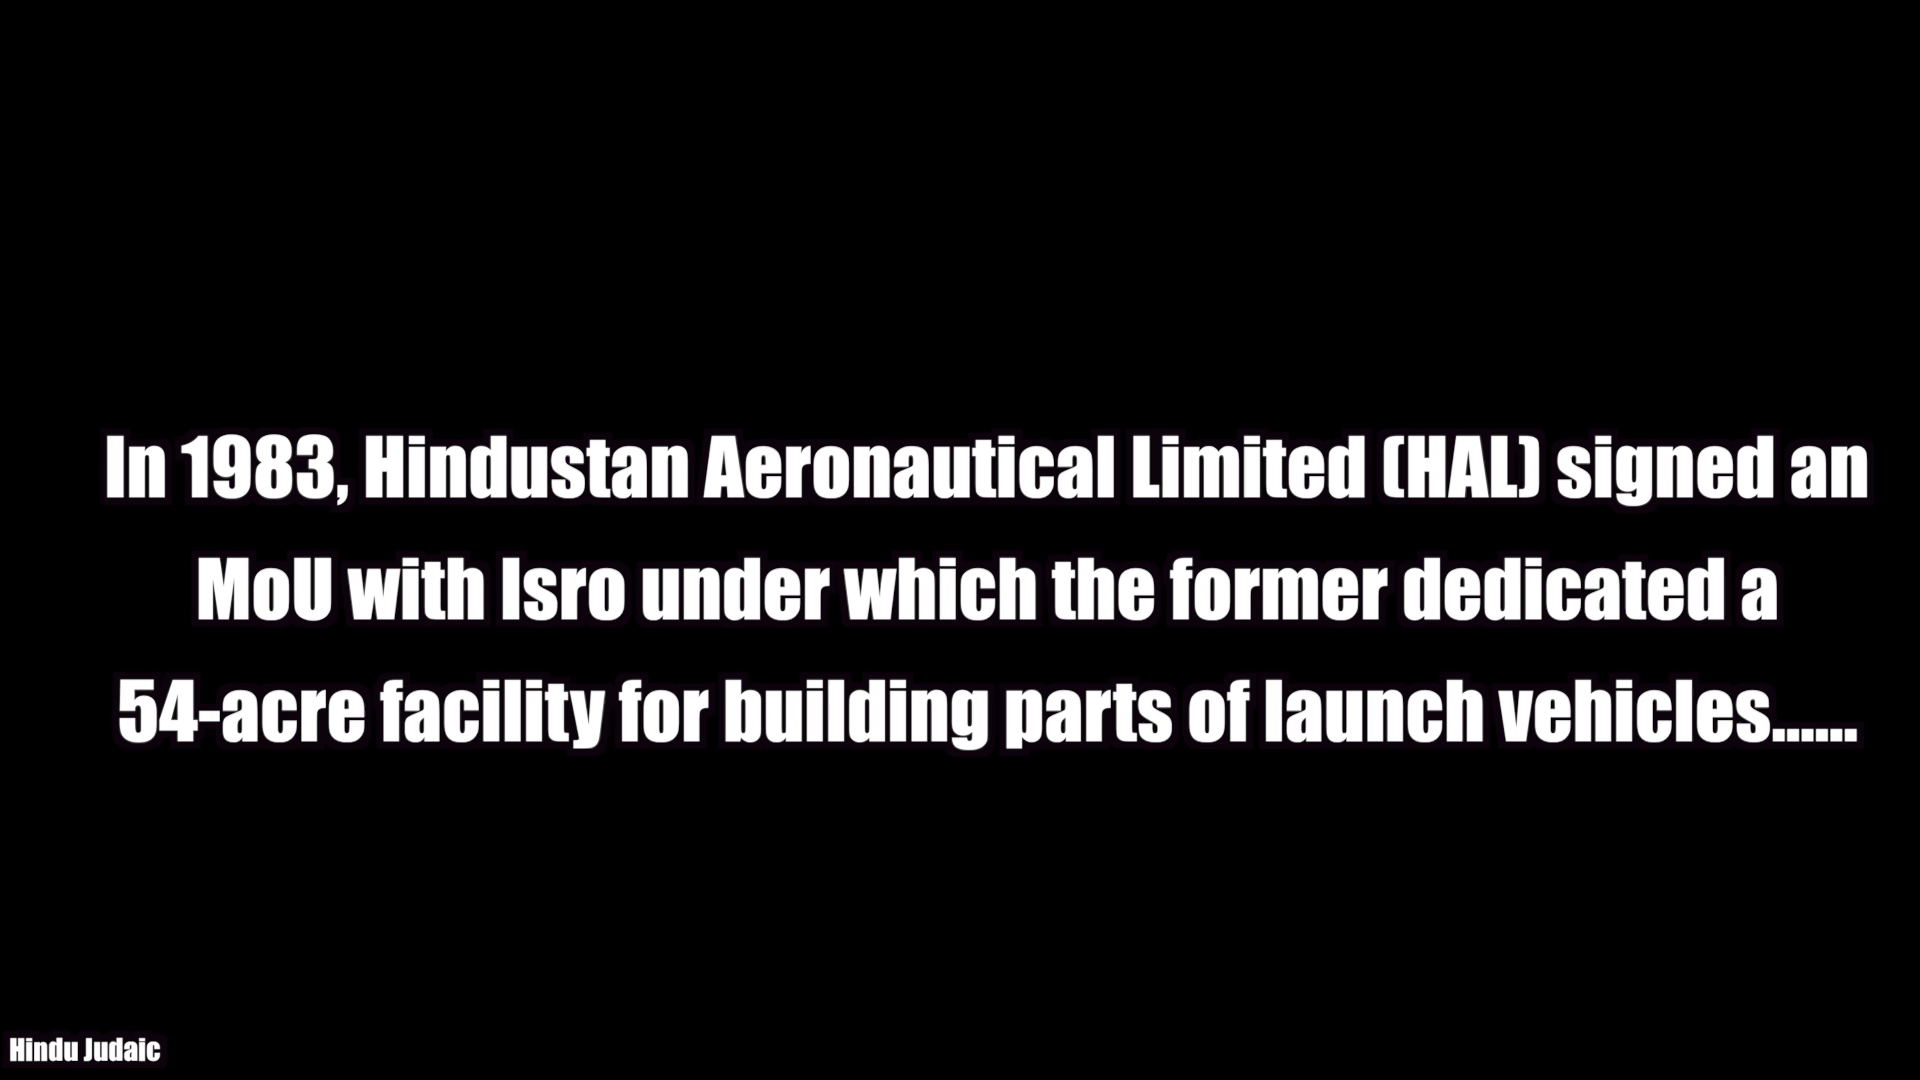 In 1983, Hindustan Aeronautical Limited (HAL) signed an
MoU with Isro under which the former dedicated a
54-acre facility for building parts of launch vehicles......
Hindu Judaic